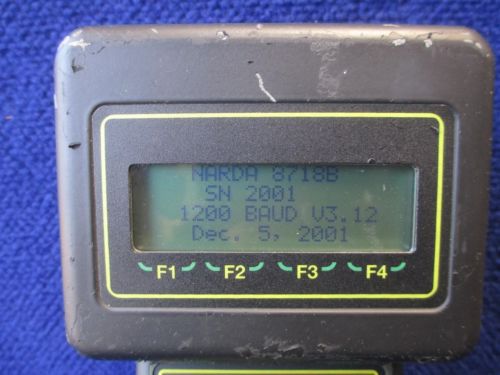 NARDA 8718B
SN 2001
1200 BAUD V3.12
Dec. 5, 2001
F1 F2 F3 F4